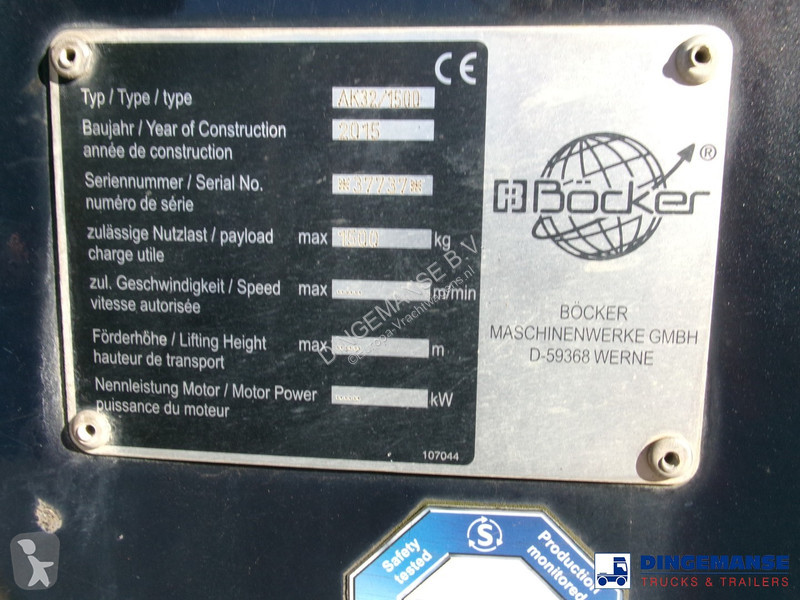 CE
Typ / Type / type AK32/1500
Baujahr / Year of Construction 2015
année de construction
Seriennummer / Serial No. *37737*
numéro de série
zulässige Nutzlast / payload max 1600 kg
charge utile
zul. Geschwindigkeit / Speed max ...... m/min
vitesse autorisée
Förderhöhe / Lifting Height max m
hauteur de transport
Nennleistung Motor / Motor Power ...... kW
puissance du moteur
107044
Böcker ®
BÖCKER
MASCHINENWERKE GMBH
D-59368 WERNE
DINGEMANSE B.V.
Safety
tested
S
Production
monitored
DINGEMANSE
TRUCKS & TRAILERS